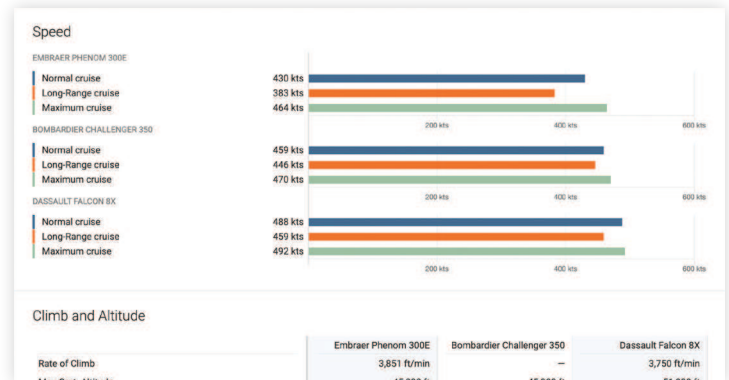 Speed
EMBRAER PHENOM 300E
Normal cruise 430 kts
Long-Range cruise 383 kts
Maximum cruise 464 kts
200 kts 400 kts 600 kts
BOMBARDIER CHALLENGER 350
Normal cruise 459 kts
Long-Range cruise 446 kts
Maximum cruise 470 kts
200 kts 400 kts 600 kts
DASSAULT FALCON 8X
Normal cruise 488 kts
Long-Range cruise 459 kts
Maximum cruise 492 kts
200 kts 400 kts 600 kts
Climb and Altitude
Embraer Phenom 300E Bombardier Challenger 350 Dassault Falcon 8X
Rate of Climb 3,851 ft/min — 3,750 ft/min